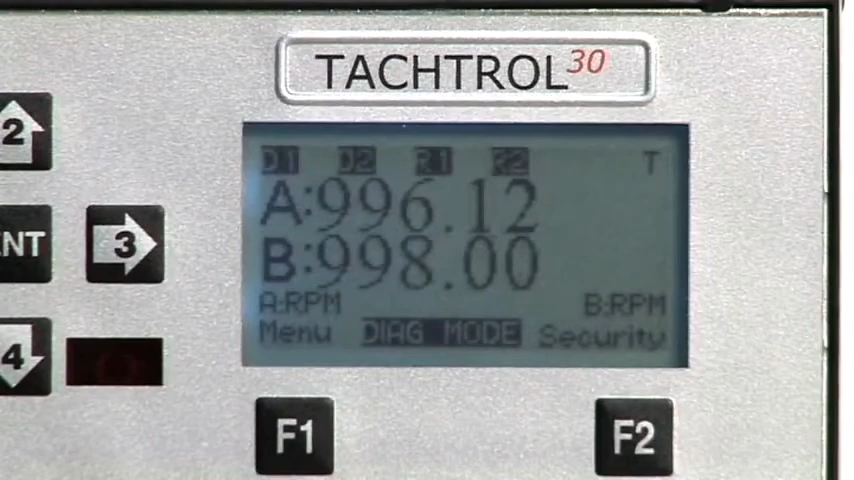 TACHTROL30
2
D1 D2 R1 R2 T
A:996.12
ENT 3
B:998.00
A:RPM B:RPM
Menu DIAG MODE Security
4
F1 F2